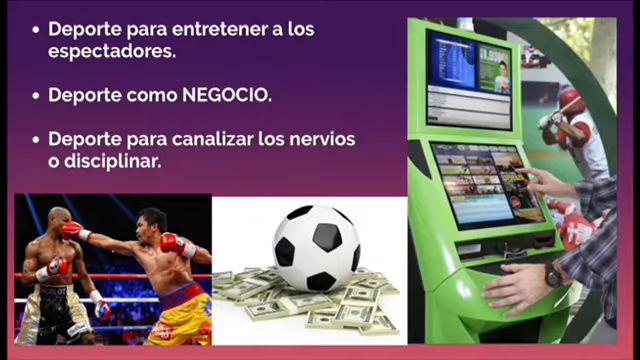 • Deporte para entretener a los
espectadores.
• Deporte como NEGOCIO.
• Deporte para canalizar los nervios
o disciplinar.